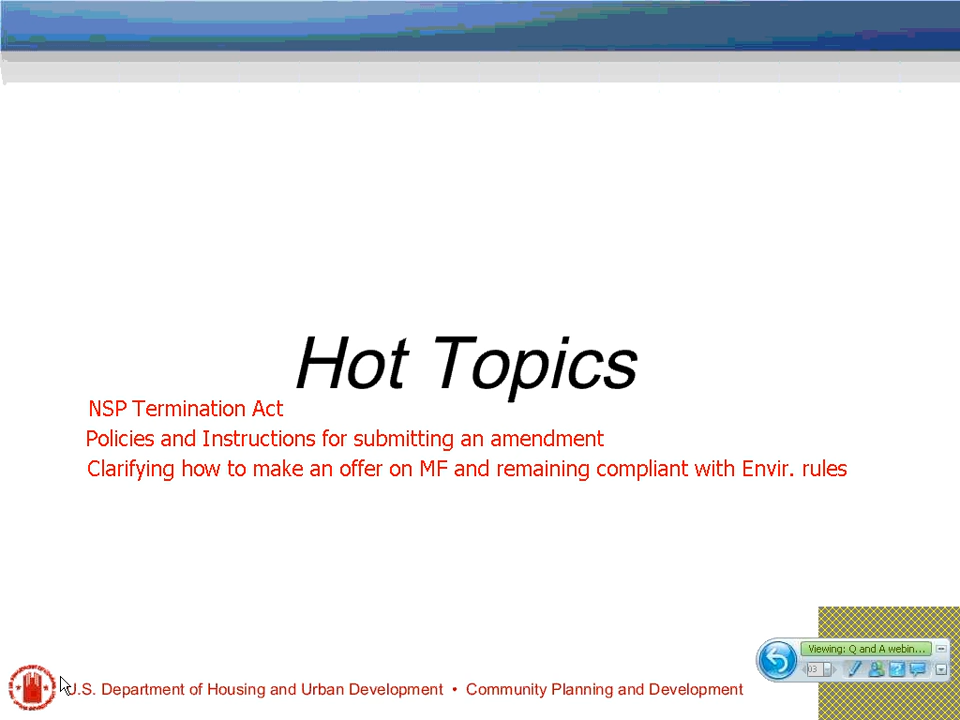 Hot Topics
NSP Termination Act
Policies and Instructions for submitting an amendment
Clarifying how to make an offer on MF and remaining compliant with Envir. rules
Viewing: Q and A webin...
03
U.S. Department of Housing and Urban Development • Community Planning and Development